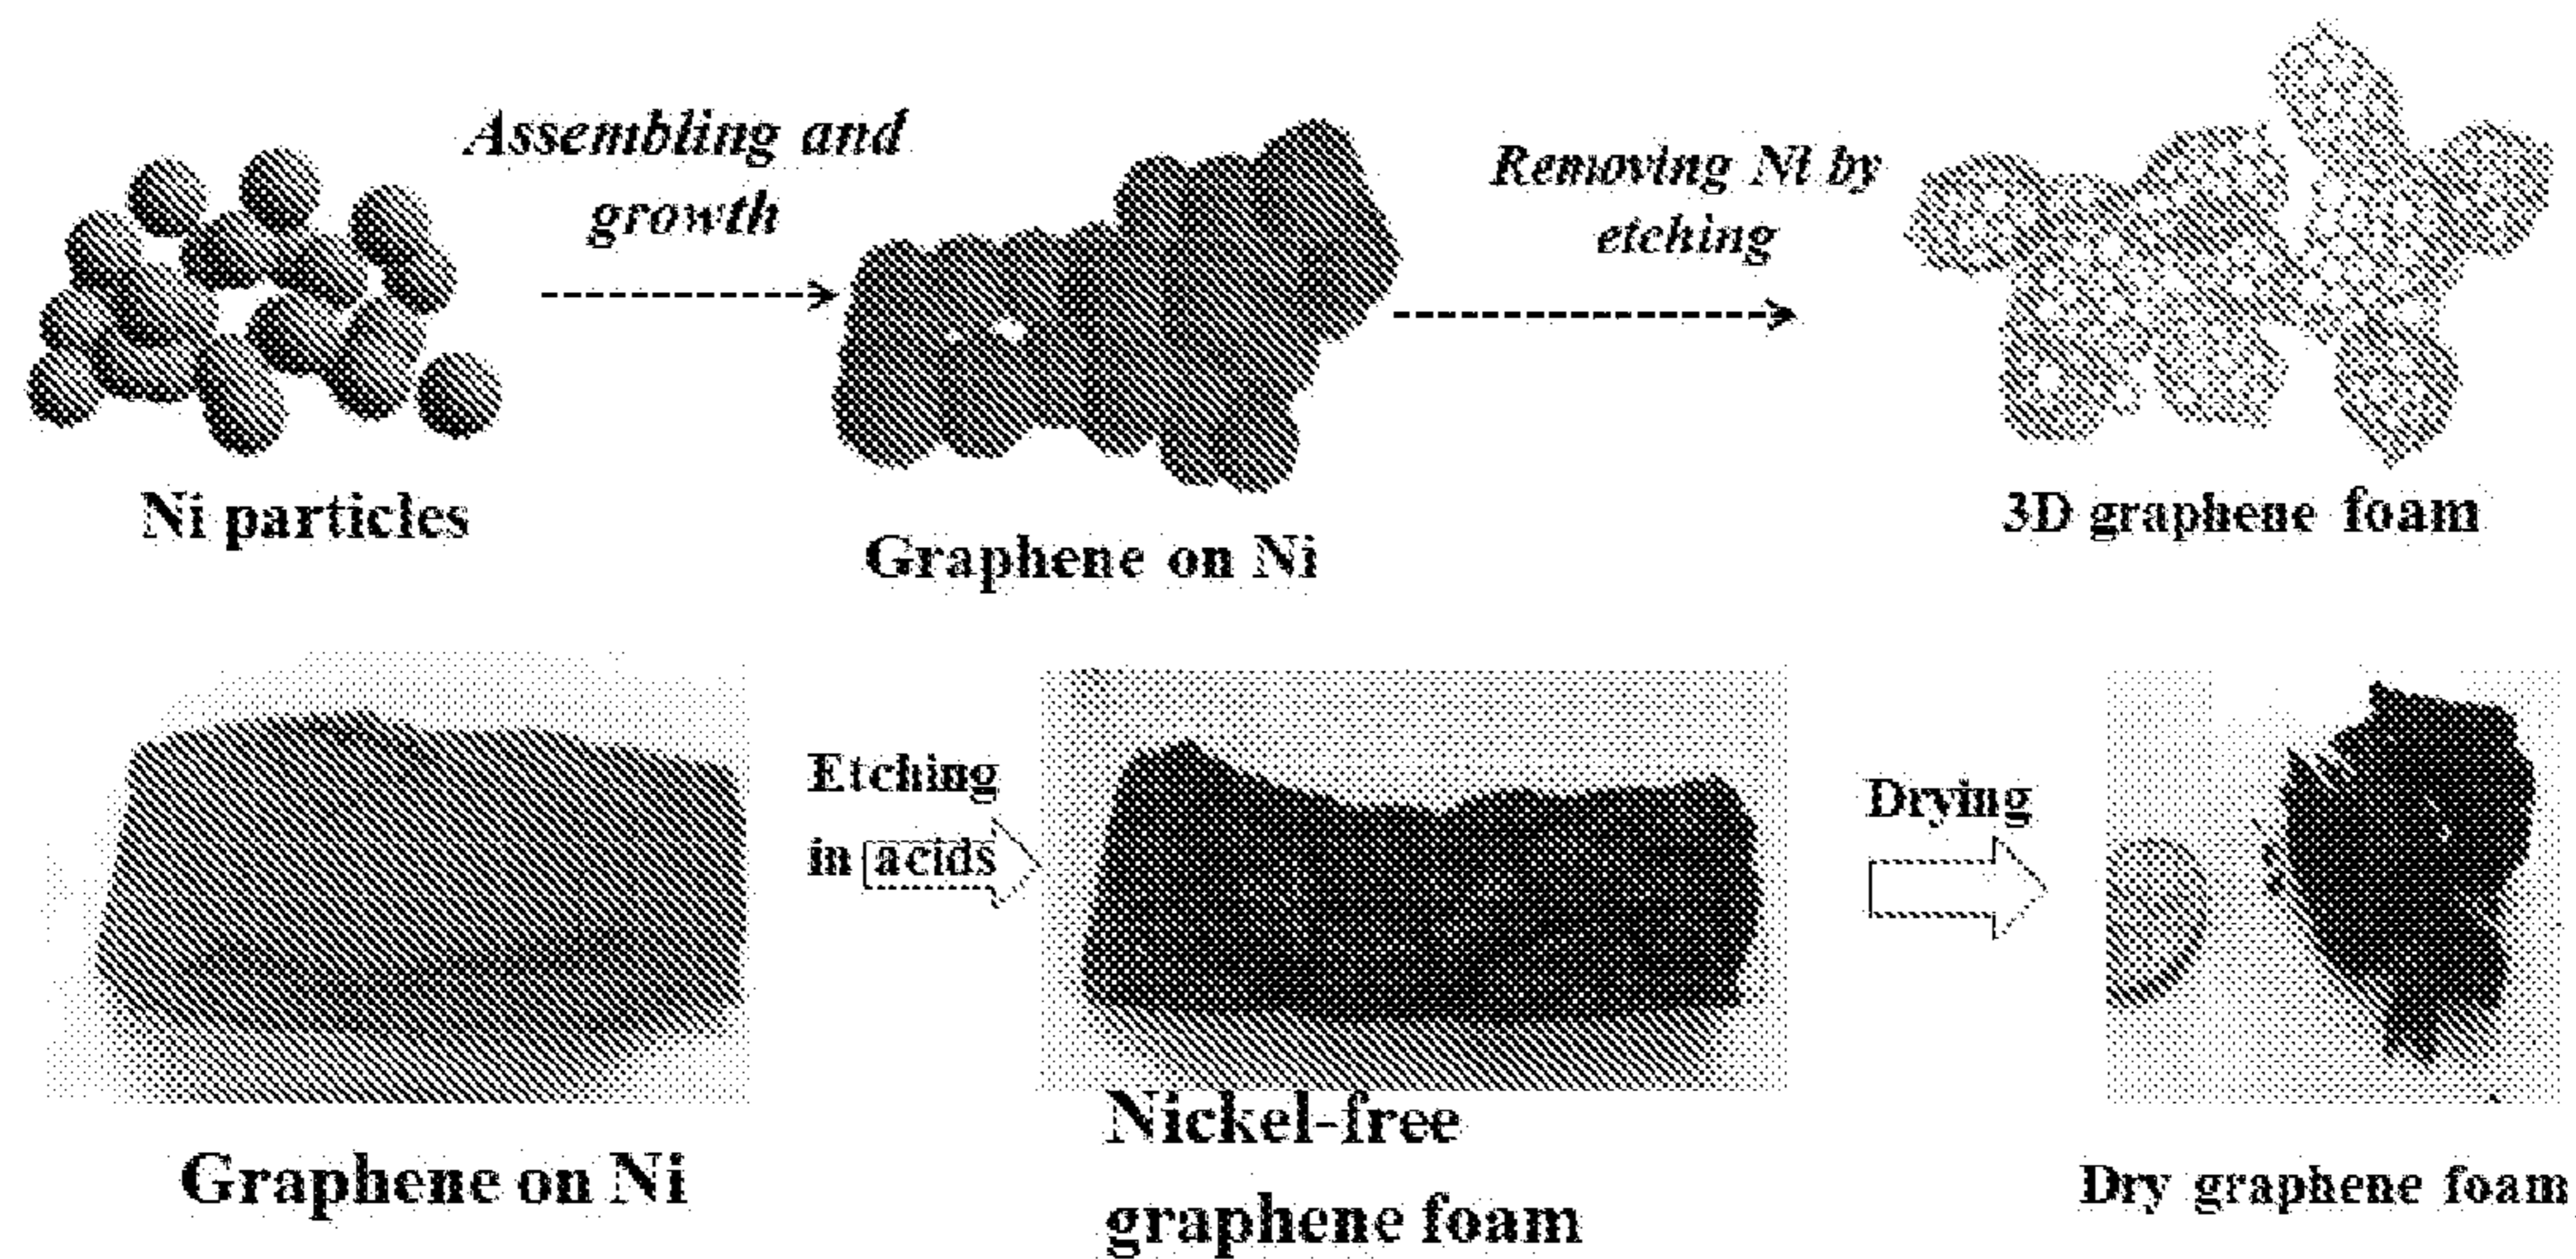 Assembling and
growth
Removing Ni by
etching
Ni particles
Graphene on Ni
3D graphene foam
Etching
in acids
Drying
Graphene on Ni
Nickel-free
graphene foam
Dry graphene foam